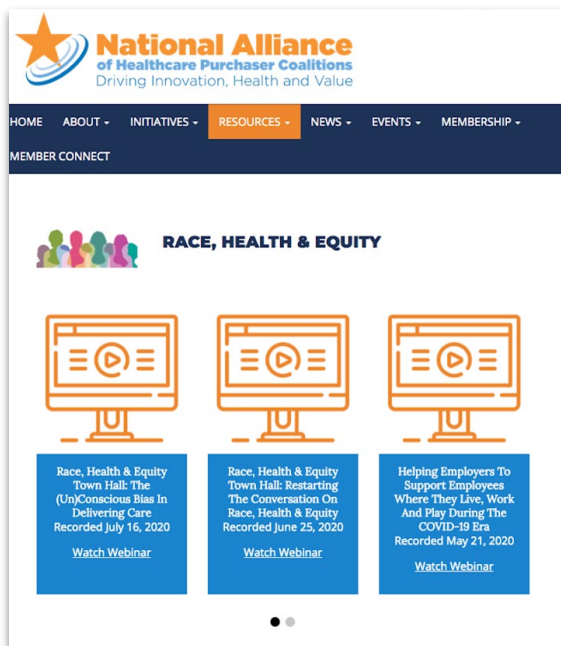 National Alliance
of Healthcare Purchaser Coalitions
Driving Innovation, Health and Value
HOME ABOUT INITIATIVES RESOURCES NEWS EVENTS MEMBERSHIP
MEMBER CONNECT
RACE, HEALTH & EQUITY
Race, Health & Equity
Town Hall: The
(Un)Conscious Bias In
Delivering Care
Recorded July 16, 2020
Watch Webinar
Race, Health & Equity
Town Hall: Restarting
The Conversation On
Race, Health & Equity
Recorded June 25, 2020
Watch Webinar
Helping Employers To
Support Employees
Where They Live, Work
And Play During The
COVID-19 Era
Recorded May 21, 2020
Watch Webinar